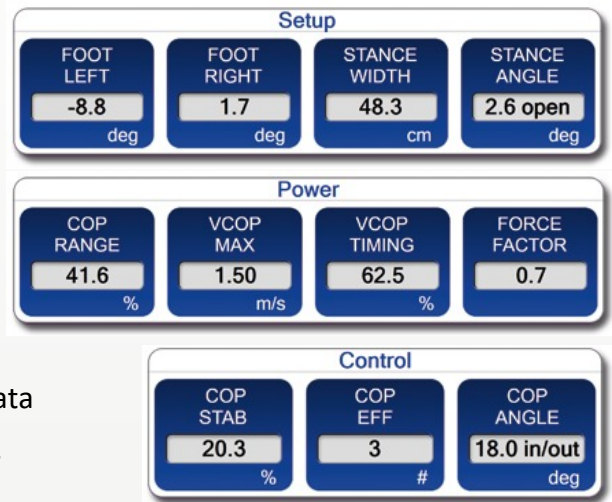 Setup
FOOT LEFT
-8.8
deg
FOOT RIGHT
1.7
deg
STANCE WIDTH
48.3
cm
STANCE ANGLE
2.6 open
deg
Power
COP RANGE
41.6
%
VCOP MAX
1.50
m/s
VCOP TIMING
62.5
%
FORCE FACTOR
0.7
ata
Control
COP STAB
20.3
%
COP EFF
3
#
COP ANGLE
18.0 in/out
deg